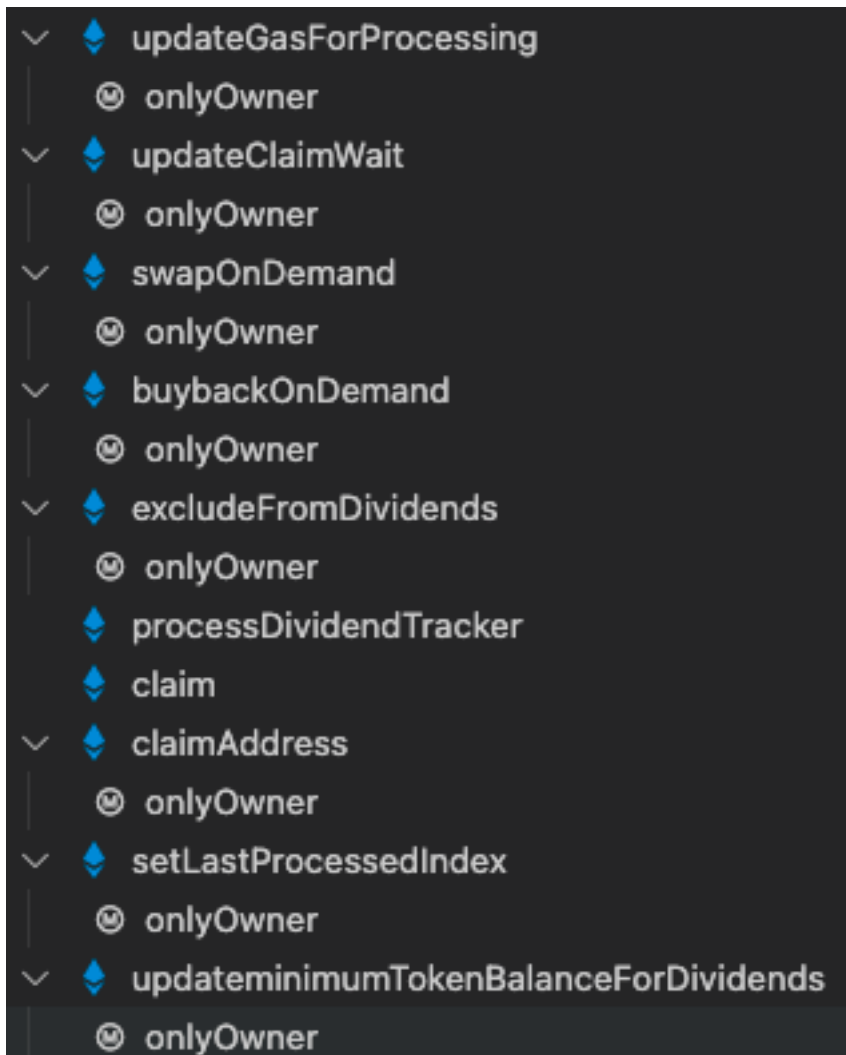 updateGasForProcessing
onlyOwner
updateClaimWait
onlyOwner
swapOnDemand
onlyOwner
buybackOnDemand
onlyOwner
excludeFromDividends
onlyOwner
processDividendTracker
claim
claimAddress
onlyOwner
setLastProcessedIndex
onlyOwner
updateminimumTokenBalanceForDividends
onlyOwner